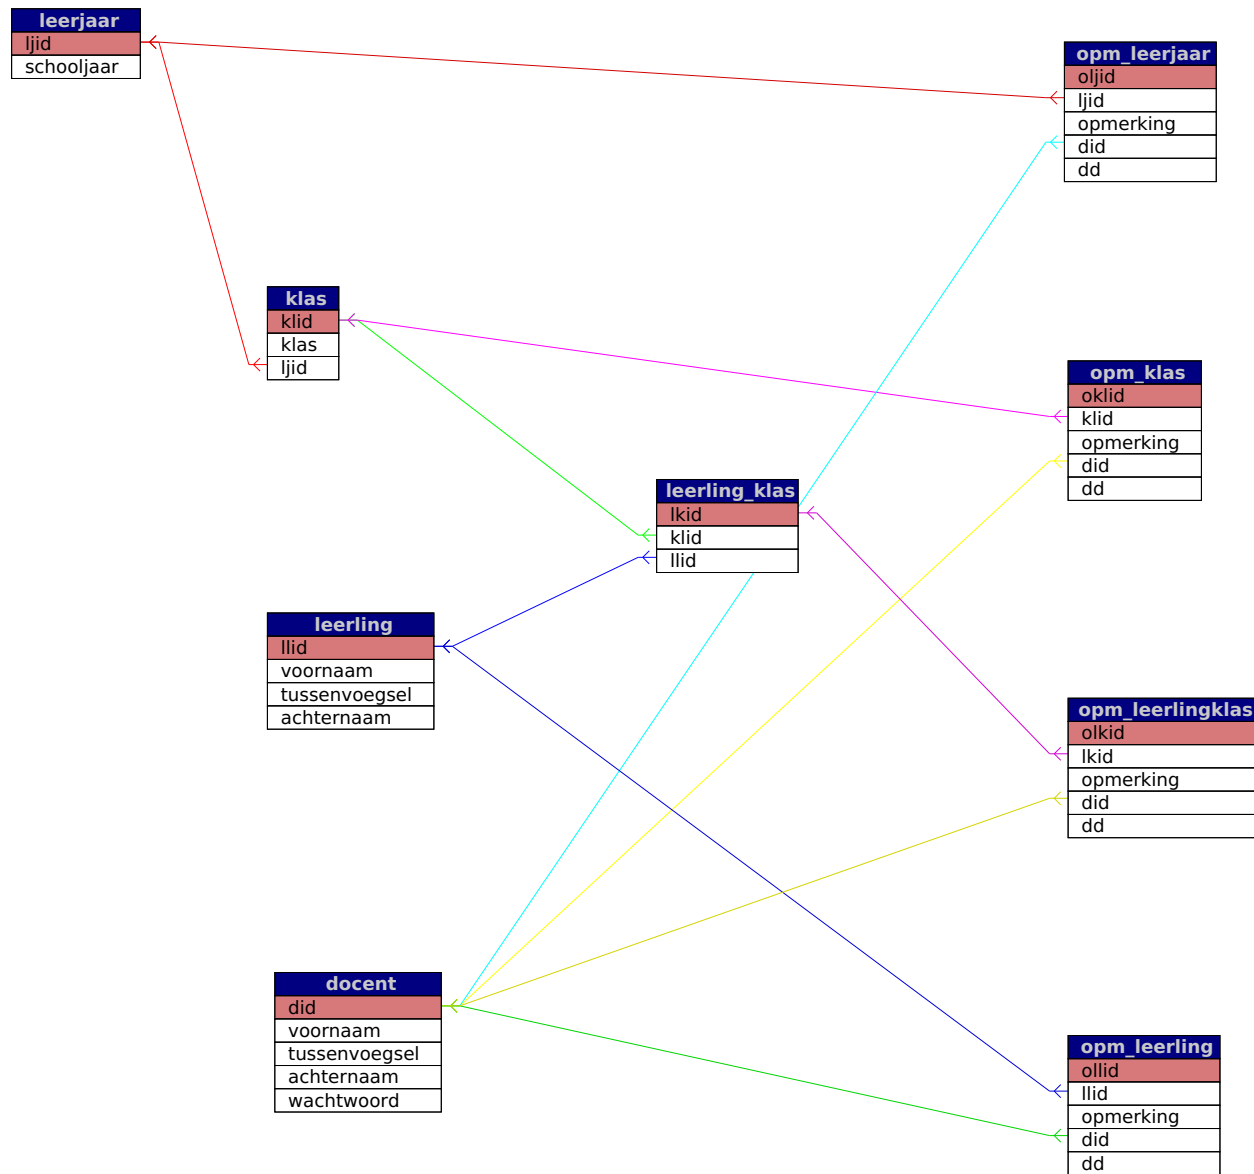 leerjaar
ljid
schooljaar
opm_leerjaar
oljid
ljid
opmerking
did
dd
klas
klid
klas
ljid
opm_klas
oklid
klid
opmerking
did
dd
leerling_klas
lkid
klid
llid
leerling
llid
voornaam
tussenvoegsel
achternaam
opm_leerlingklas
olkid
lkid
opmerking
did
dd
docent
did
voornaam
tussenvoegsel
achternaam
wachtwoord
opm_leerling
ollid
llid
opmerking
did
dd